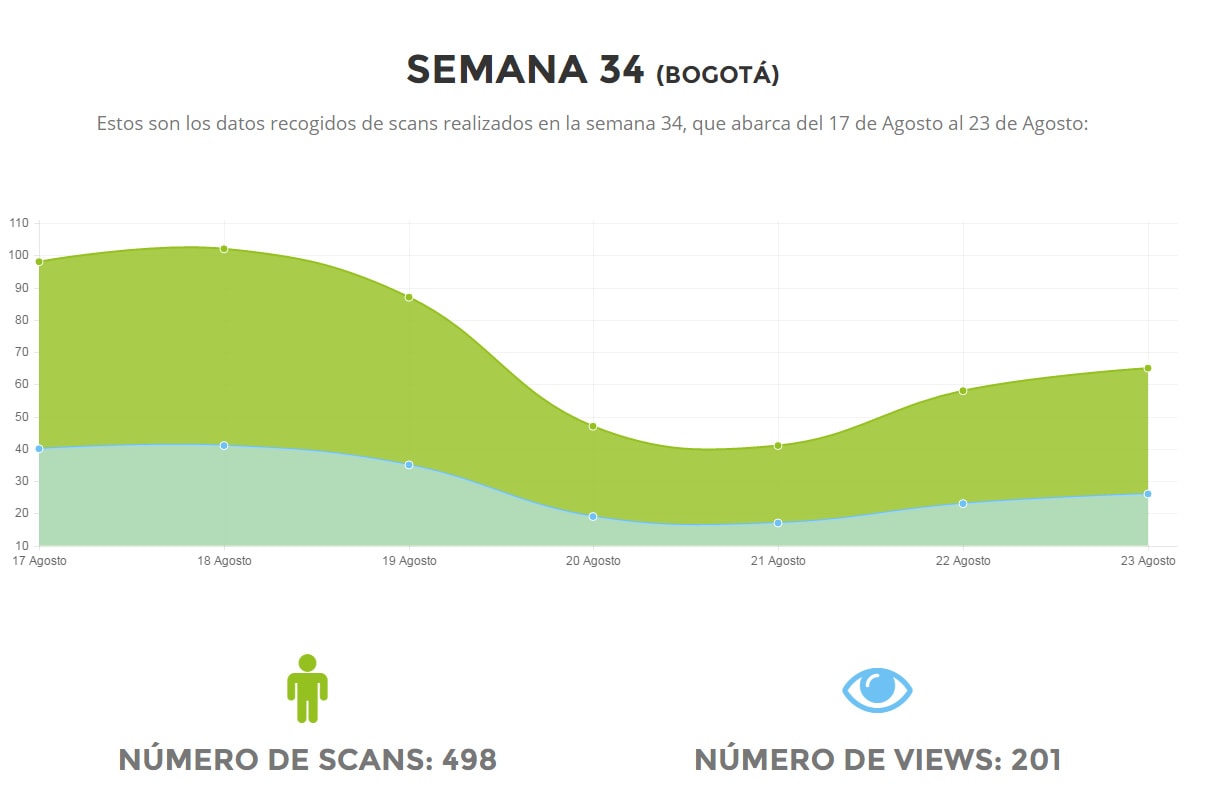 SEMANA 34 (BOGOTÁ)
Estos son los datos recogidos de scans realizados en la semana 34, que abarca del 17 de Agosto al 23 de Agosto:
110
100
90
80
70
60
50
40
30
20
10
17 Agosto 18 Agosto 19 Agosto 20 Agosto 21 Agosto 22 Agosto 23 Agosto
NÚMERO DE SCANS: 498 NÚMERO DE VIEWS: 201